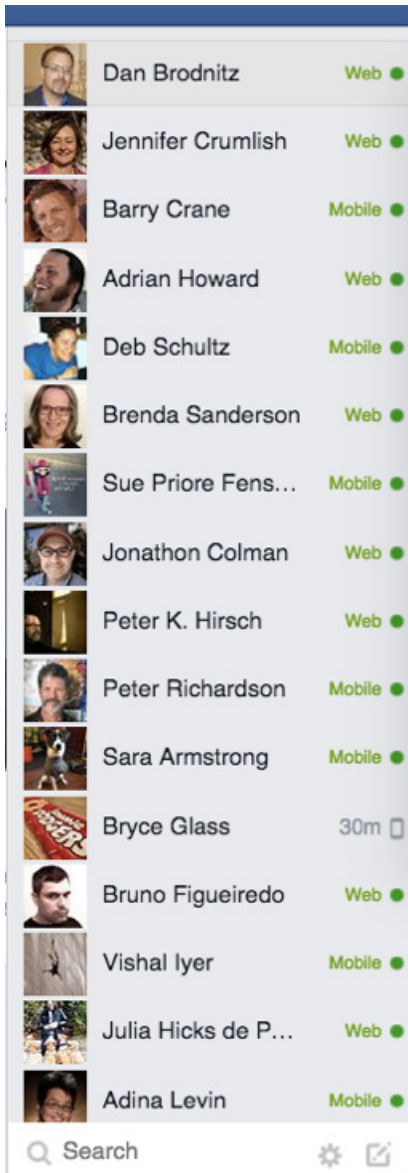 Dan Brodnitz Web
Jennifer Crumlish Web
Barry Crane Mobile
Adrian Howard Web
Deb Schultz Mobile
Brenda Sanderson Web
Sue Priore Fens... Mobile
Jonathon Colman Web
Peter K. Hirsch Web
Peter Richardson Mobile
Sara Armstrong Mobile
Bryce Glass 30m
Bruno Figueiredo Web
Vishal Iyer Mobile
Julia Hicks de P... Web
Adina Levin Mobile
Search